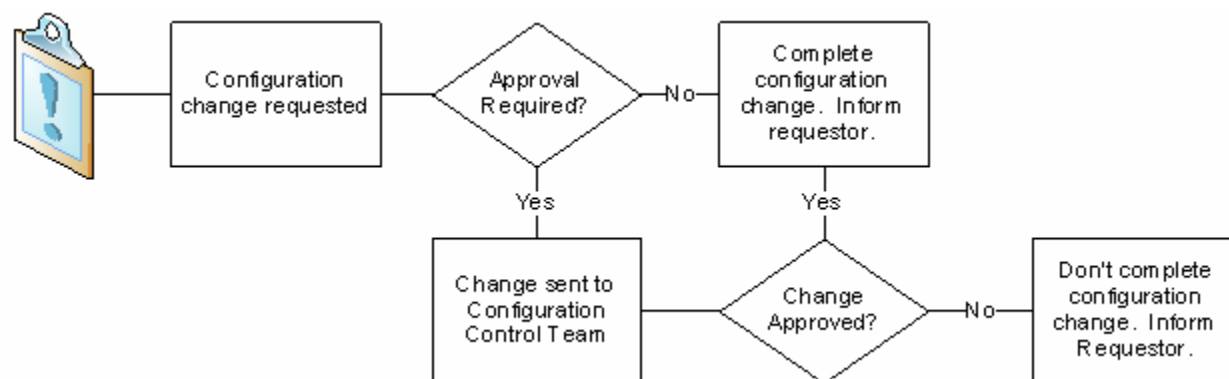 Configuration
change requested
Approval
Required?
No
Complete
configuration
change. Inform
requestor.
Yes
Yes
Change sent to
Configuration
Control Team
Change
Approved?
No
Don't complete
configuration
change. Inform
Requestor.